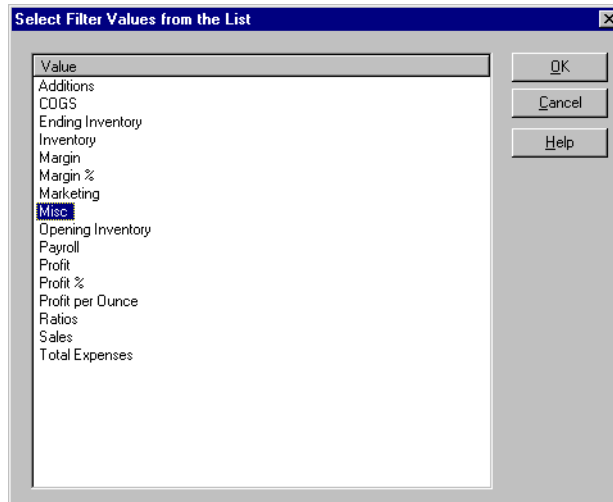 Select Filter Values from the List
Value
Additions
COGS
Ending Inventory
Inventory
Margin
Margin %
Marketing
Misc
Opening Inventory
Payroll
Profit
Profit %
Profit per Ounce
Ratios
Sales
Total Expenses
OK
Cancel
Help